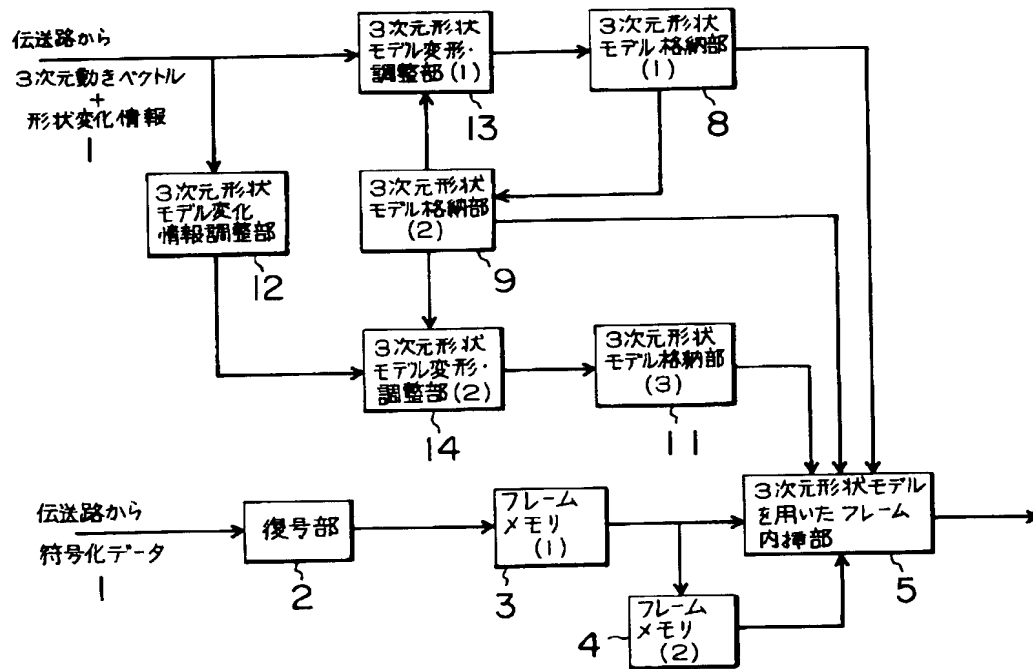 伝送路から
3次元動きベクトル
+
形状変化情報
1
3次元形状
モデル変形・
調整部(1)
13
3次元形状
モデル格納部
(1)
8
3次元形状
モデル変化
情報調整部
12
3次元形状
モデル格納部
(2)
9
3次元形状
モデル変形・
調整部(2)
14
3次元形状
モデル格納部
(3)
11
伝送路から
符号化データ
1
復号部
2
フレーム
メモリ
(1)
3
フレーム
メモリ
(2)
4
3次元形状モデル
を用いたフレーム
内挿部
5